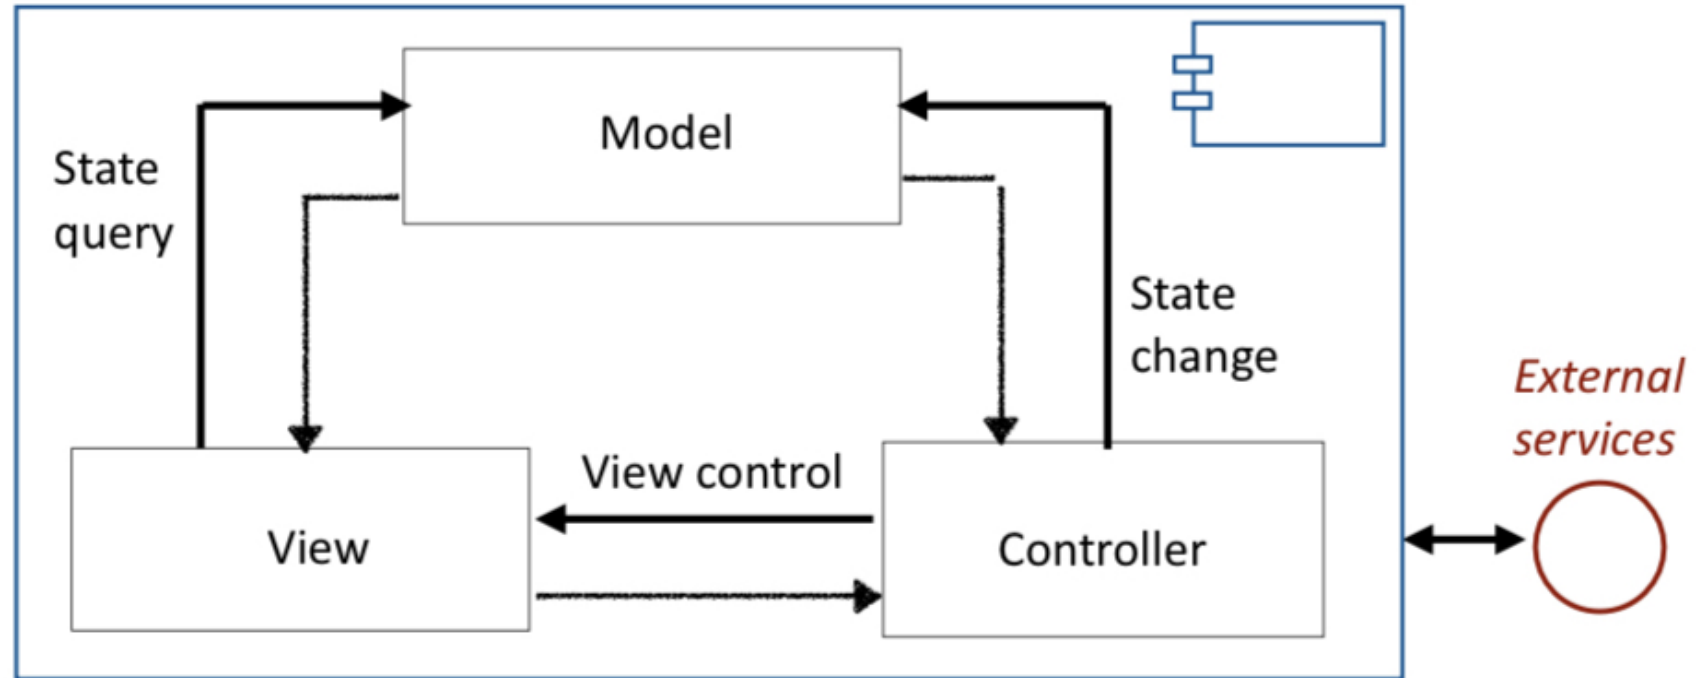 Model
State
query
State
change
External
services
View control
View
Controller